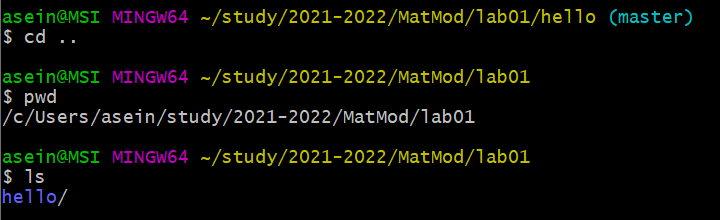 asein@MSI MINGW64 ~/study/2021-2022/MatMod/lab01/hello (master)
$ cd ..
asein@MSI MINGW64 ~/study/2021-2022/MatMod/lab01
$ pwd
/c/Users/asein/study/2021-2022/MatMod/lab01
asein@MSI MINGW64 ~/study/2021-2022/MatMod/lab01
$ ls
hello/